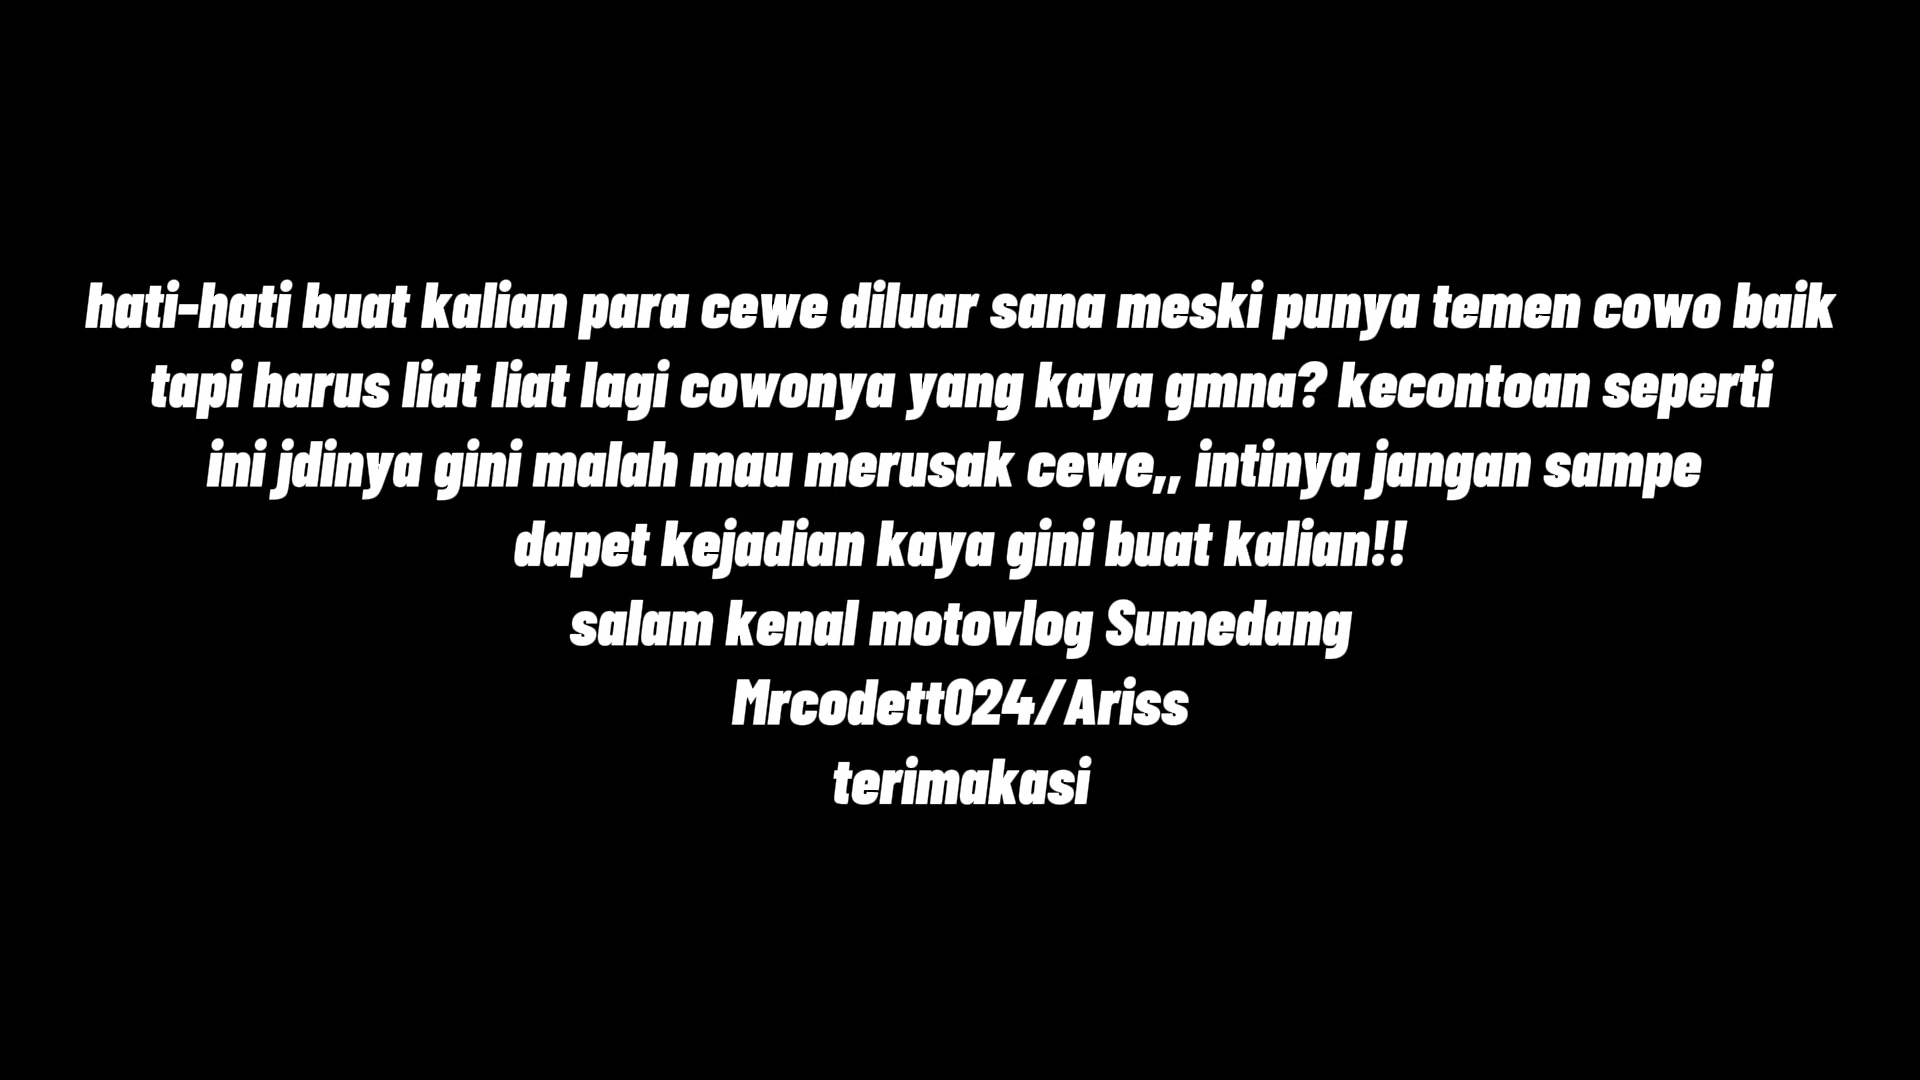 hati-hati buat kalian para cewe diluar sana meski punya temen cowo baik
tapi harus liat liat lagi cowonya yang kaya gmna? kecontoan seperti
ini jdinya gini malah mau merusak cewe,, intinya jangan sampe
dapet kejadian kaya gini buat kalian!!
salam kenal motovlog Sumedang
Mrcodett024/Ariss
terimakasi